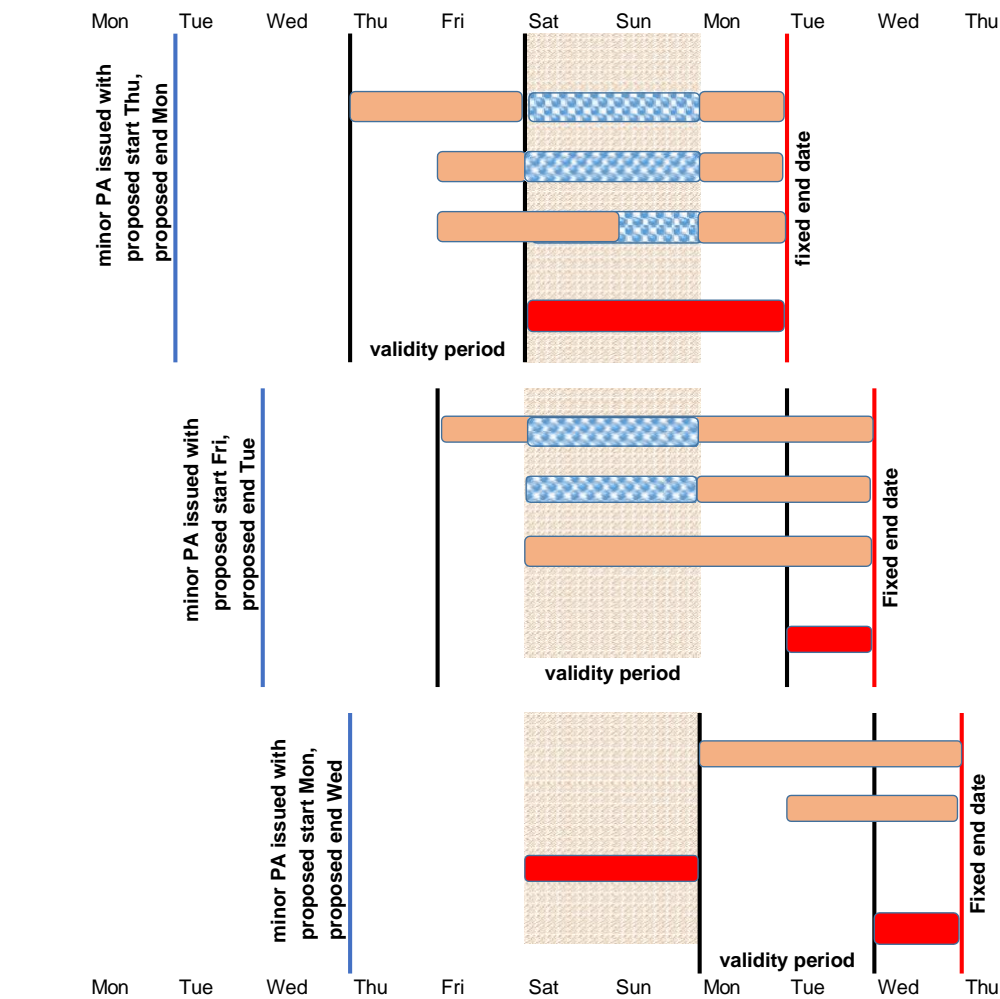 Mon Tue Wed Thu Fri Sat Sun Mon Tue Wed Thu
minor PA issued with
proposed start Thu,
proposed end Mon
fixed end date
validity period
minor PA issued with
proposed start Fri,
proposed end Tue
Fixed end date
validity period
minor PA issued with
proposed start Mon,
proposed end Wed
Fixed end date
validity period
Mon Tue Wed Thu Fri Sat Sun Mon Tue Wed Thu